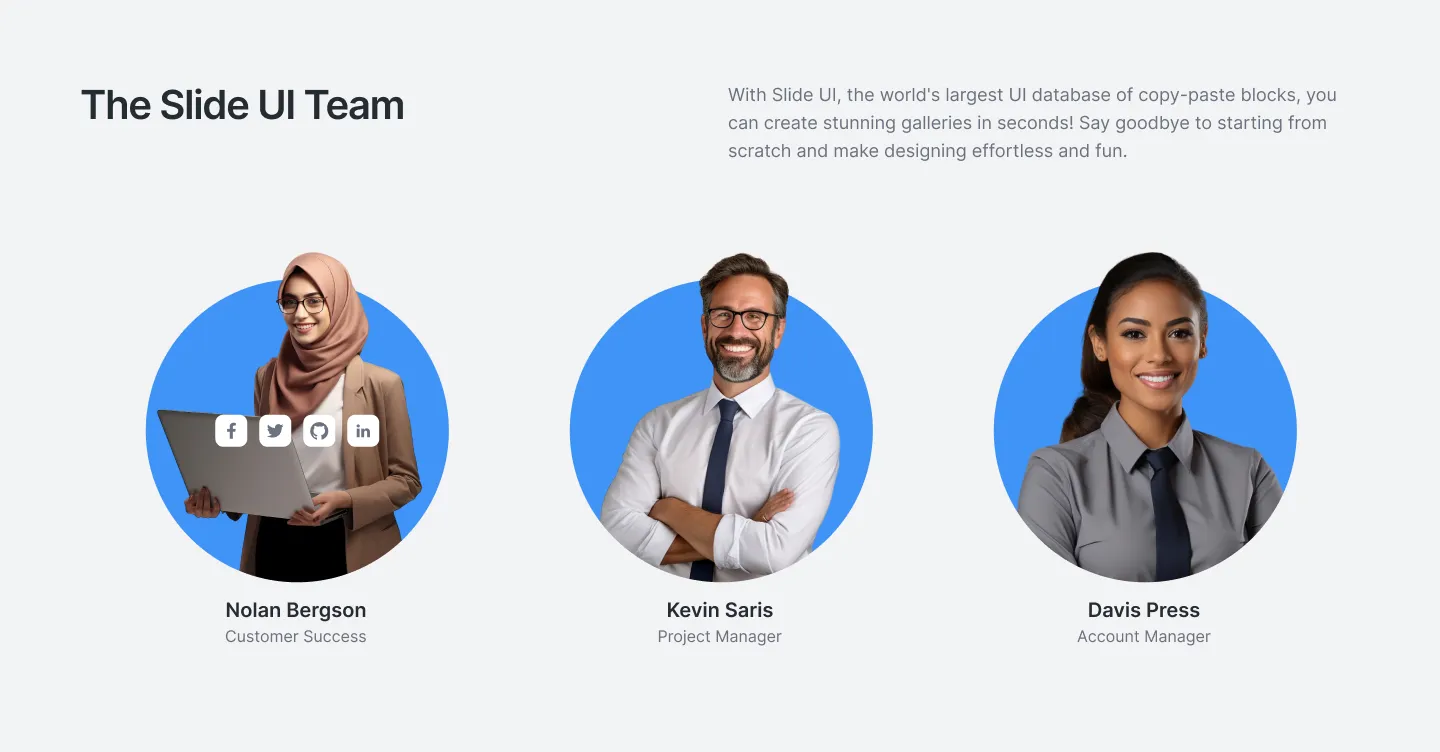 The Slide UI Team
With Slide UI, the world's largest UI database of copy-paste blocks, you
can create stunning galleries in seconds! Say goodbye to starting from
scratch and make designing effortless and fun.
Nolan Bergson
Customer Success
Kevin Saris
Project Manager
Davis Press
Account Manager